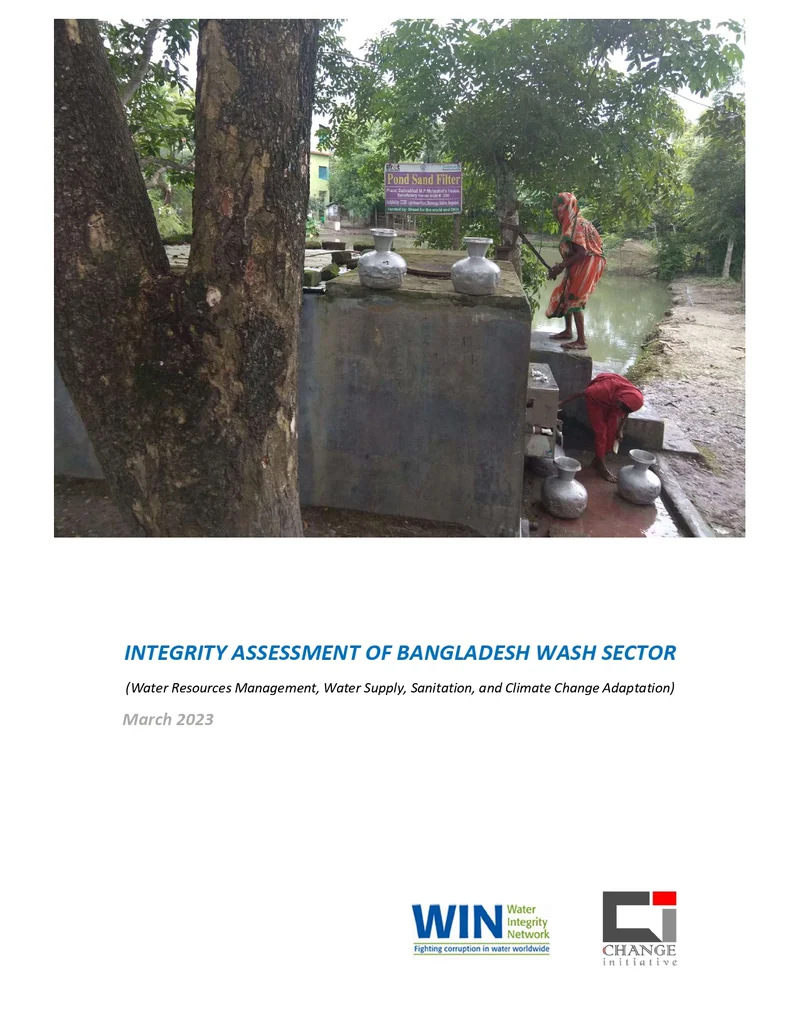 Pond Sand Filter
INTEGRITY ASSESSMENT OF BANGLADESH WASH SECTOR
(Water Resources Management, Water Supply, Sanitation, and Climate Change Adaptation)
March 2023
WIN Water
Integrity
Network
Fighting corruption in water worldwide
CHANGE
initiative